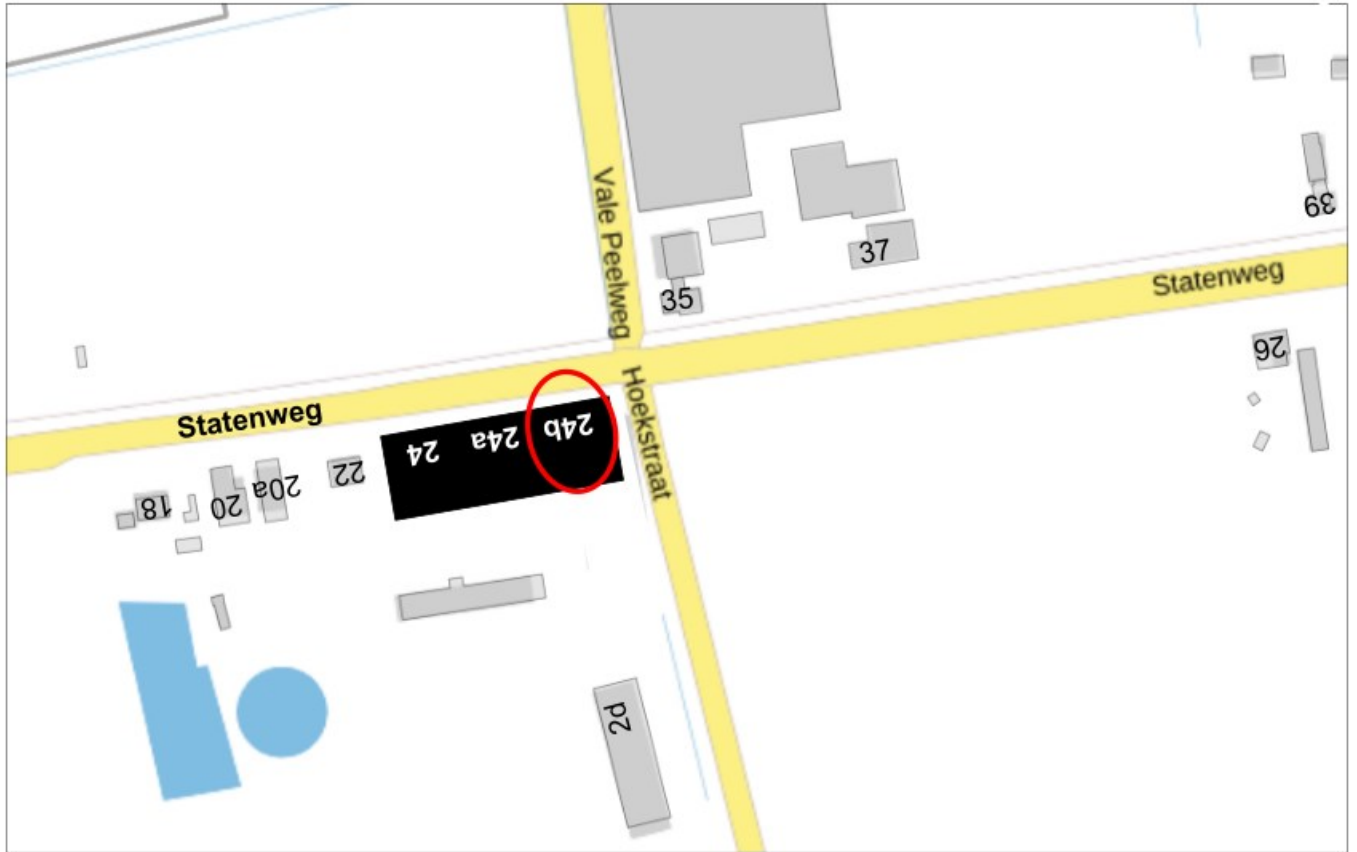 Vale Peelweg
39
37
35
Statenweg
26
Hoekstraat
Statenweg
24b
24a
24
22
20a
20
18
2d